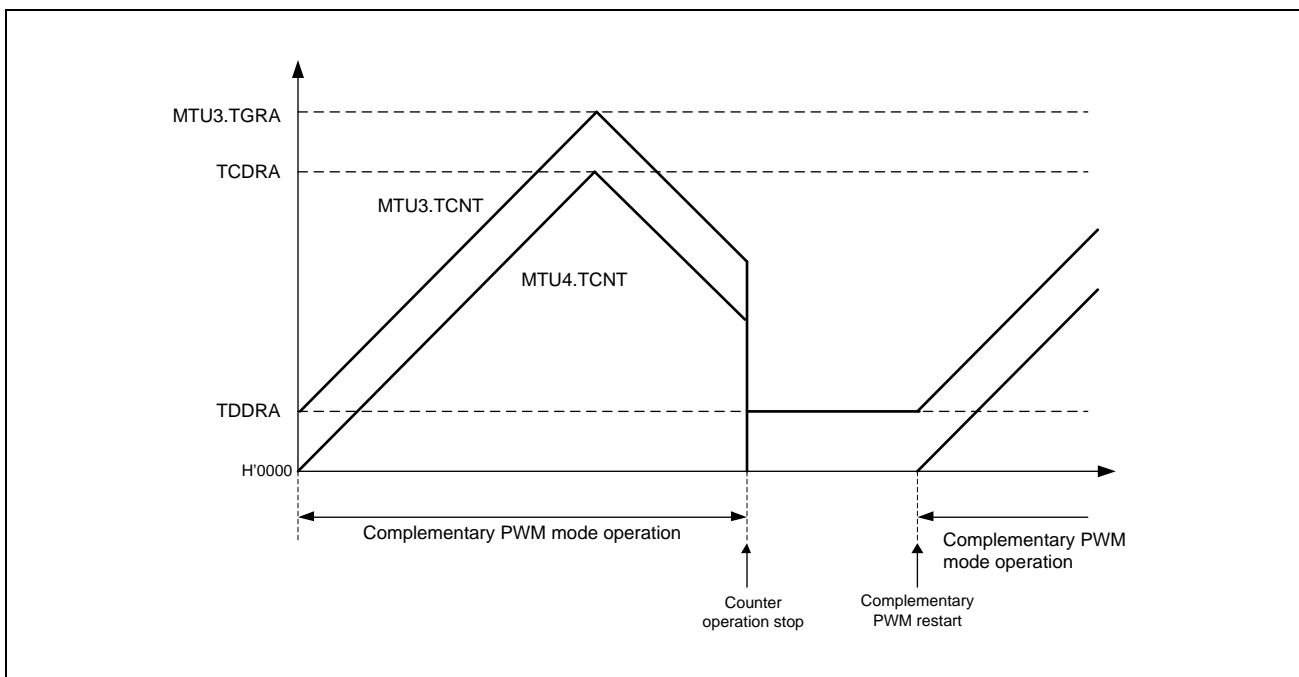 MTU3.TGRA
TCDRA
MTU3.TCNT
MTU4.TCNT
TDDRA
H'0000
Complementary PWM mode operation
Complementary PWM
mode operation
Counter
operation stop
Complementary
PWM restart